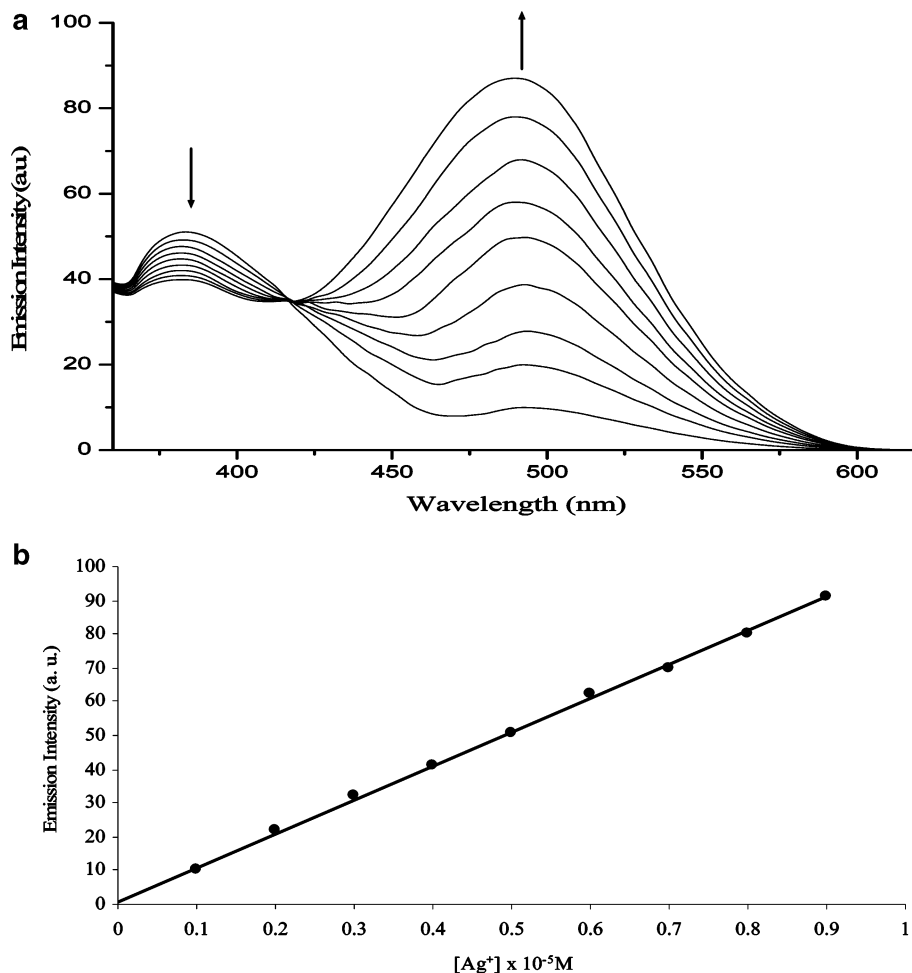 a
100
80
60
40
20
0
Emission Intensity(au)
400 450 500 550 600
Wavelength (nm)
b
100
90
80
70
60
50
40
30
20
10
0
Emission Intensity (a. u.)
0 0.1 0.2 0.3 0.4 0.5 0.6 0.7 0.8 0.9 1
[Ag⁺] x 10⁻⁵M